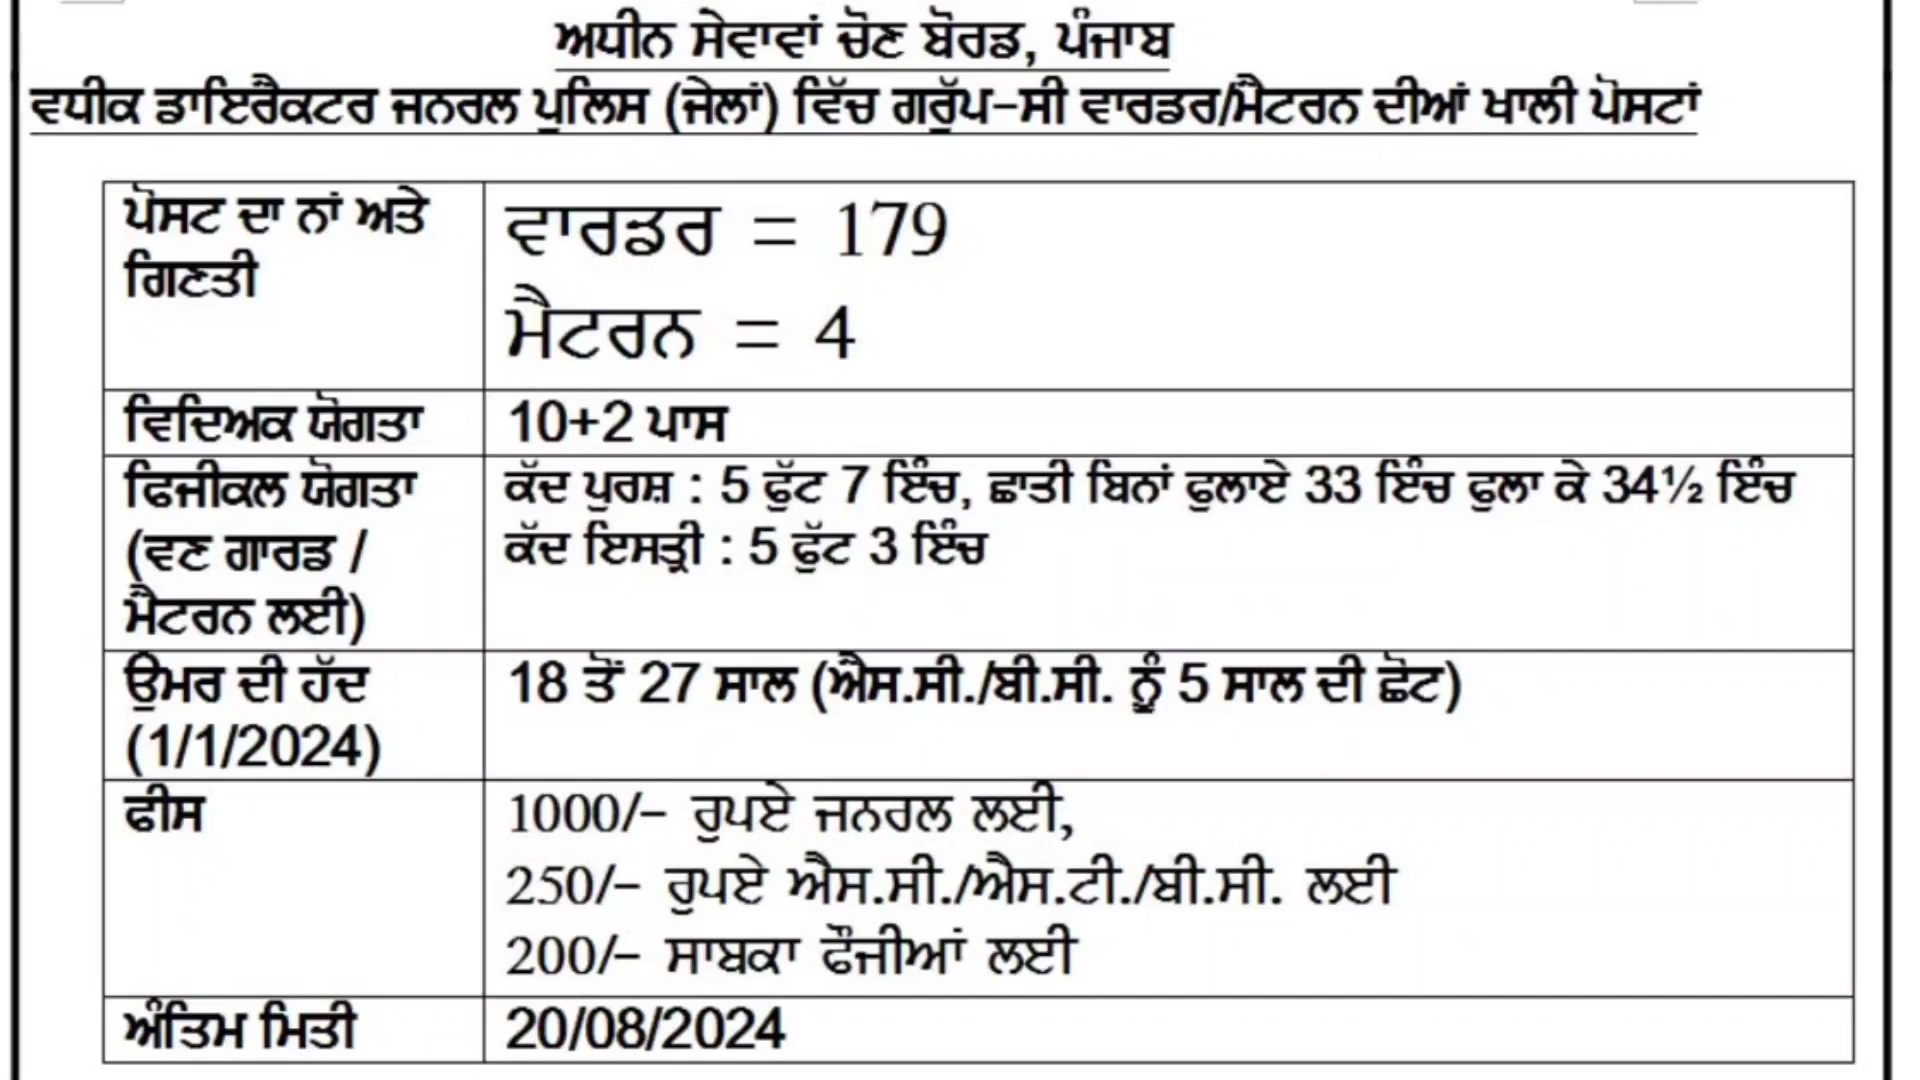 ਅਧੀਨ ਸੇਵਾਵਾਂ ਚੋਣ ਬੋਰਡ, ਪੰਜਾਬ
ਵਧੀਕ ਡਾਇਰੈਕਟਰ ਜਨਰਲ ਪੁਲਿਸ (ਜੇਲਾਂ) ਵਿੱਚ ਗਰੁੱਪ-ਸੀ ਵਾਰਡਰ/ਮੈਟਰਨ ਦੀਆਂ ਖਾਲੀ ਪੋਸਟਾਂ
ਪੋਸਟ ਦਾ ਨਾਂ ਅਤੇ
ਗਿਣਤੀ
ਵਾਰਡਰ = 179
ਮੈਟਰਨ = 4
ਵਿਦਿਅਕ ਯੋਗਤਾ
10+2 ਪਾਸ
ਫਿਜੀਕਲ ਯੋਗਤਾ
(ਵਣ ਗਾਰਡ /
ਮੈਟਰਨ ਲਈ)
ਕੱਦ ਪੁਰਸ਼ : 5 ਫੁੱਟ 7 ਇੰਚ, ਛਾਤੀ ਬਿਨਾਂ ਫੁਲਾਏ 33 ਇੰਚ ਫੁਲਾ ਕੇ 34½ ਇੰਚ
ਕੱਦ ਇਸਤ੍ਰੀ : 5 ਫੁੱਟ 3 ਇੰਚ
ਉਮਰ ਦੀ ਹੱਦ
(1/1/2024)
18 ਤੋਂ 27 ਸਾਲ (ਐਸ.ਸੀ./ਬੀ.ਸੀ. ਨੂੰ 5 ਸਾਲ ਦੀ ਛੋਟ)
ਫੀਸ
1000/- ਰੁਪਏ ਜਨਰਲ ਲਈ,
250/- ਰੁਪਏ ਐਸ.ਸੀ./ਐਸ.ਟੀ./ਬੀ.ਸੀ. ਲਈ
200/- ਸਾਬਕਾ ਫੌਜੀਆਂ ਲਈ
ਅੰਤਿਮ ਮਿਤੀ
20/08/2024